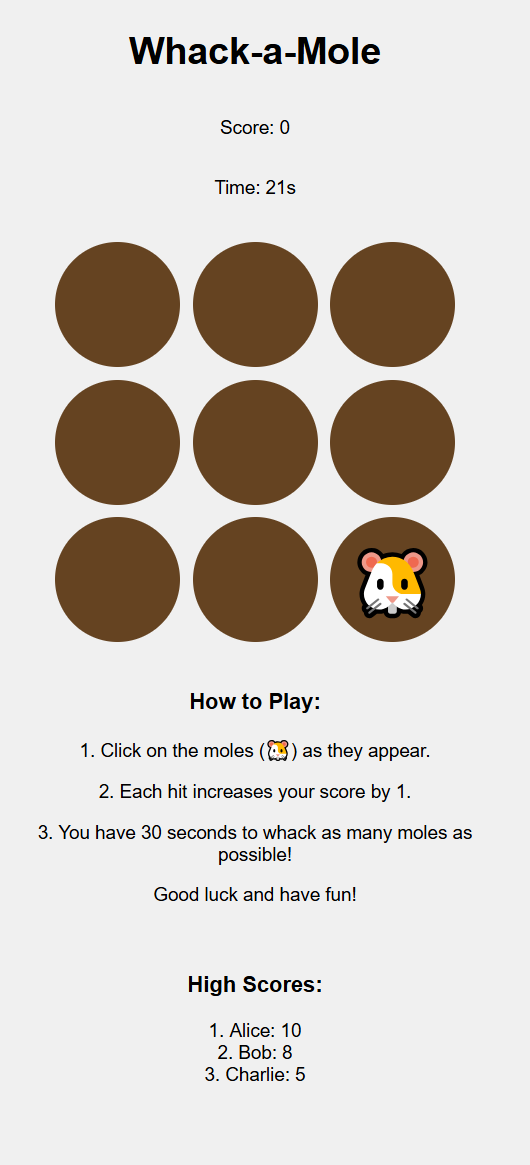 Whack-a-Mole
Score: 0
Time: 21s
How to Play:
1. Click on the moles (🐹) as they appear.
2. Each hit increases your score by 1.
3. You have 30 seconds to whack as many moles as
possible!
Good luck and have fun!
High Scores:
1. Alice: 10
2. Bob: 8
3. Charlie: 5